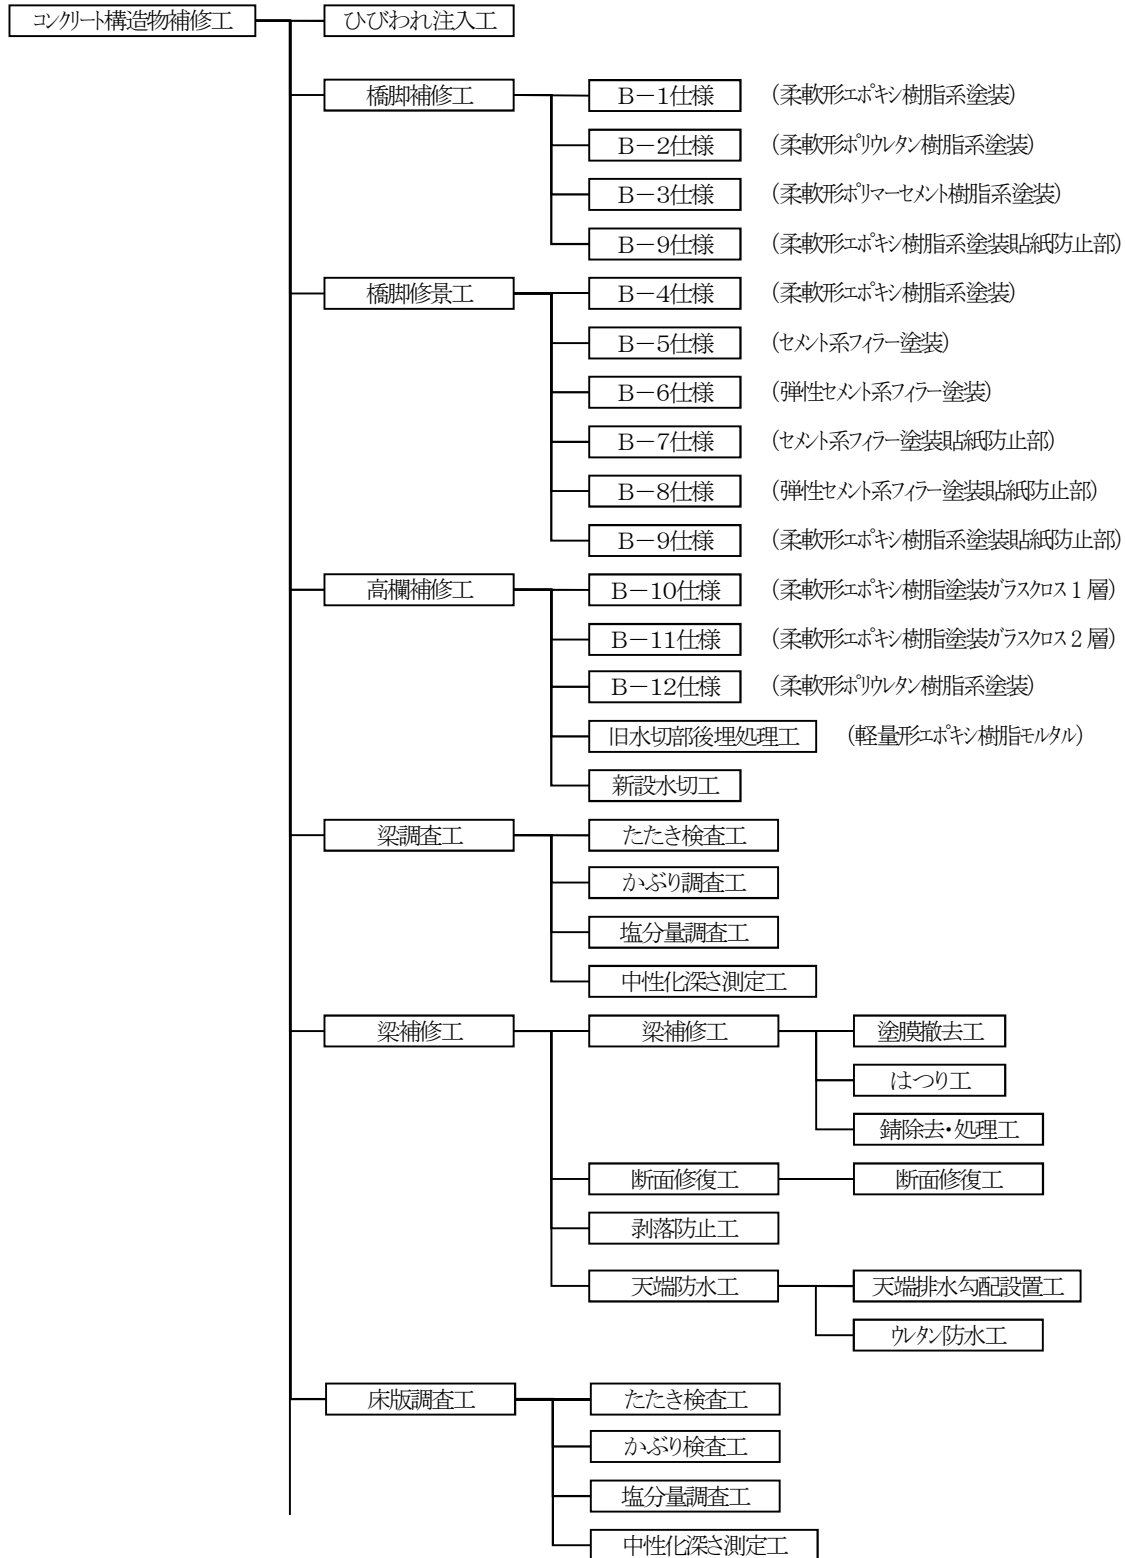 コンクリート構造物補修工 ひびわれ注入工
橋脚補修工 B－1仕様 (柔軟形エポキシ樹脂系塗装)
B－2仕様 (柔軟形ポリウレタン樹脂系塗装)
B－3仕様 (柔軟形ポリマーセメント樹脂系塗装)
B－9仕様 (柔軟形エポキシ樹脂系塗装貼紙防止部)
橋脚修景工 B－4仕様 (柔軟形エポキシ樹脂系塗装)
B－5仕様 (セメント系フィラー塗装)
B－6仕様 (弾性セメント系フィラー塗装)
B－7仕様 (セメント系フィラー塗装貼紙防止部)
B－8仕様 (弾性セメント系フィラー塗装貼紙防止部)
B－9仕様 (柔軟形エポキシ樹脂系塗装貼紙防止部)
高欄補修工 B－10仕様 (柔軟形エポキシ樹脂塗装ガラスクロス１層)
B－11仕様 (柔軟形エポキシ樹脂塗装ガラスクロス２層)
B－12仕様 (柔軟形ポリウレタン樹脂系塗装)
旧水切部後埋処理工 (軽量形エポキシ樹脂モルタル)
新設水切工
梁調査工 たたき検査工
かぶり調査工
塩分量調査工
中性化深さ測定工
梁補修工 梁補修工 塗膜撤去工
はつり工
錆除去・処理工
断面修復工 断面修復工
剥落防止工
天端防水工 天端排水勾配設置工
ウレタン防水工
床版調査工 たたき検査工
かぶり検査工
塩分量調査工
中性化深さ測定工